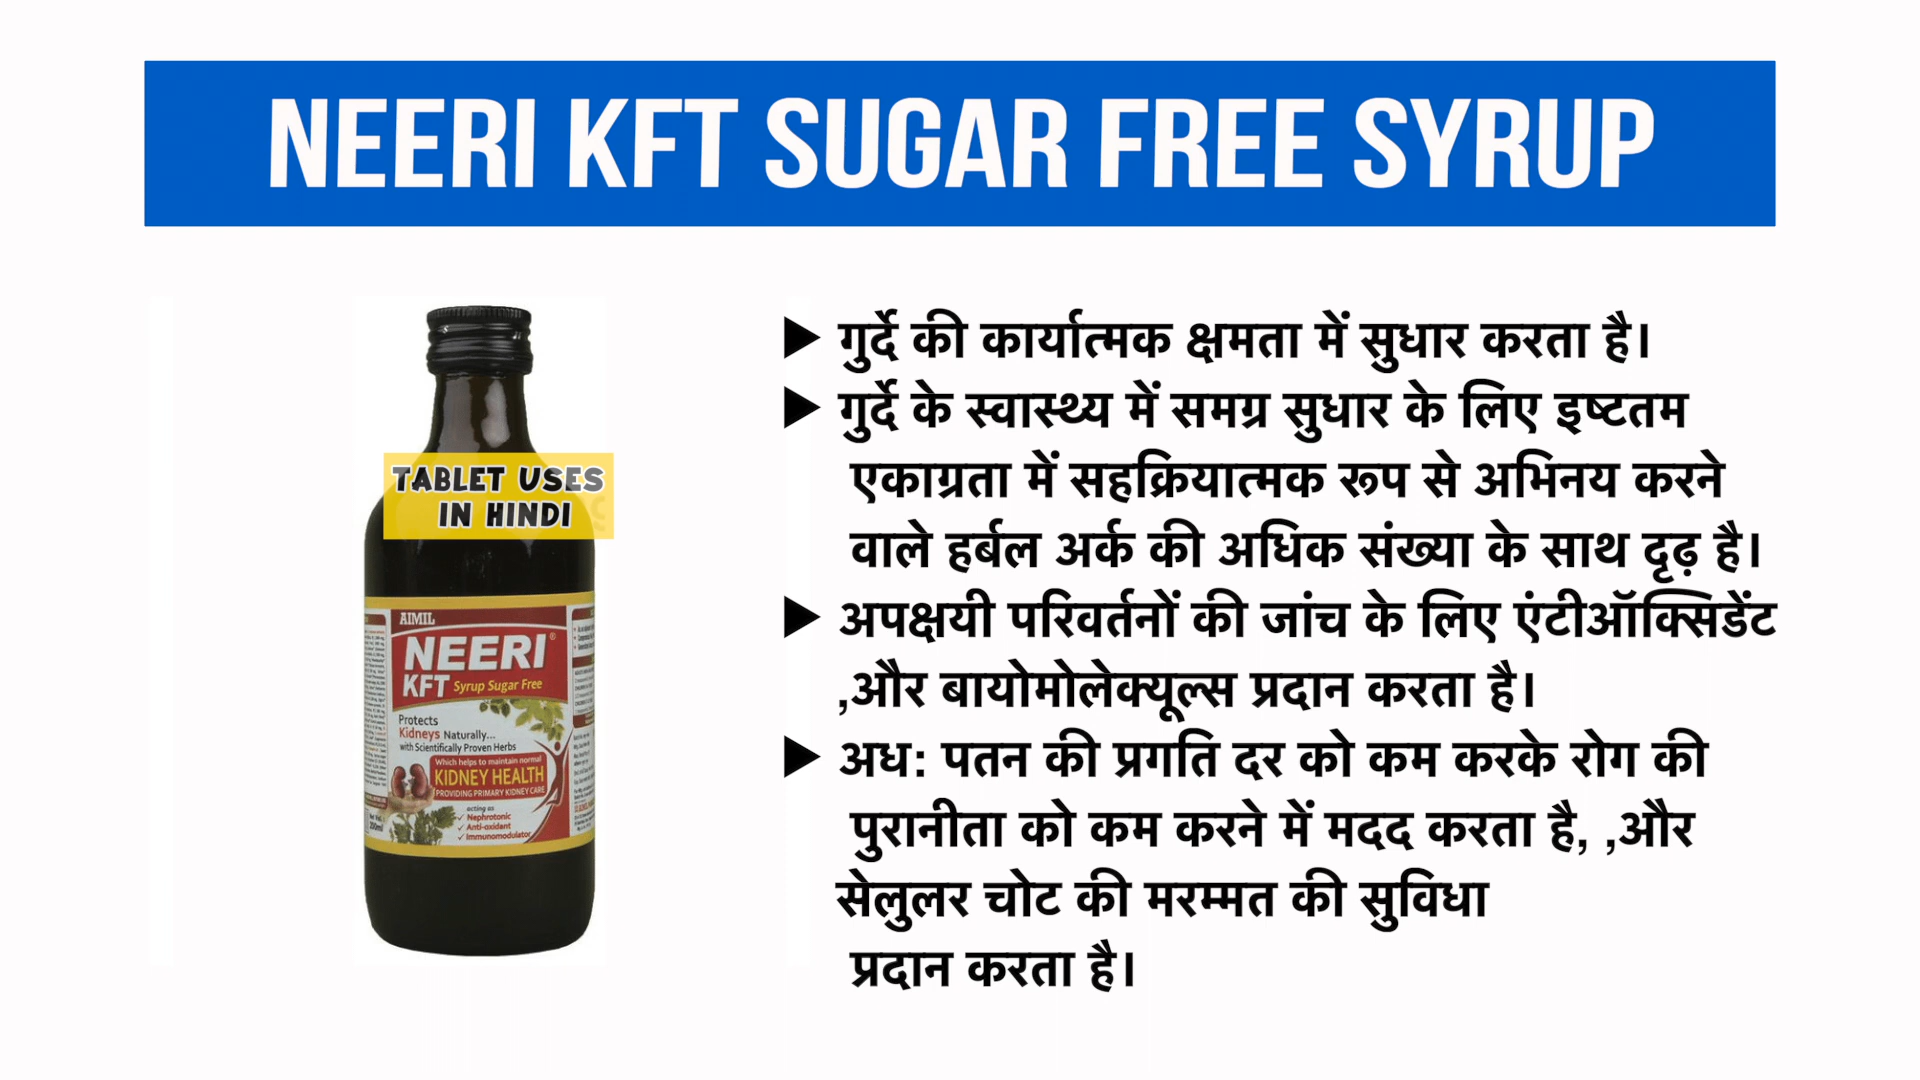 NEERI KFT SUGAR FREE SYRUP
TABLET USES
IN HINDI
AIMIL
NEERI®
KFT Syrup Sugar Free
Protects
Kidneys Naturally...
with Scientifically Proven Herbs
Which helps to maintain normal
KIDNEY HEALTH
PROVIDING PRIMARY KIDNEY CARE
acting as
✓ Nephrotonic
✓ Anti-oxidant
✓ Immunomodulator
200ml
▶ गुर्दे की कार्यात्मक क्षमता में सुधार करता है।
▶ गुर्दे के स्वास्थ्य में समग्र सुधार के लिए इष्टतम
एकाग्रता में सहक्रियात्मक रूप से अभिनय करने
वाले हर्बल अर्क की अधिक संख्या के साथ दृढ़ है।
▶ अपक्षयी परिवर्तनों की जांच के लिए एंटीऑक्सिडेंट
,और बायोमोलेक्यूल्स प्रदान करता है।
▶ अध: पतन की प्रगति दर को कम करके रोग की
पुरानीता को कम करने में मदद करता है, ,और
सेलुलर चोट की मरम्मत की सुविधा
प्रदान करता है।